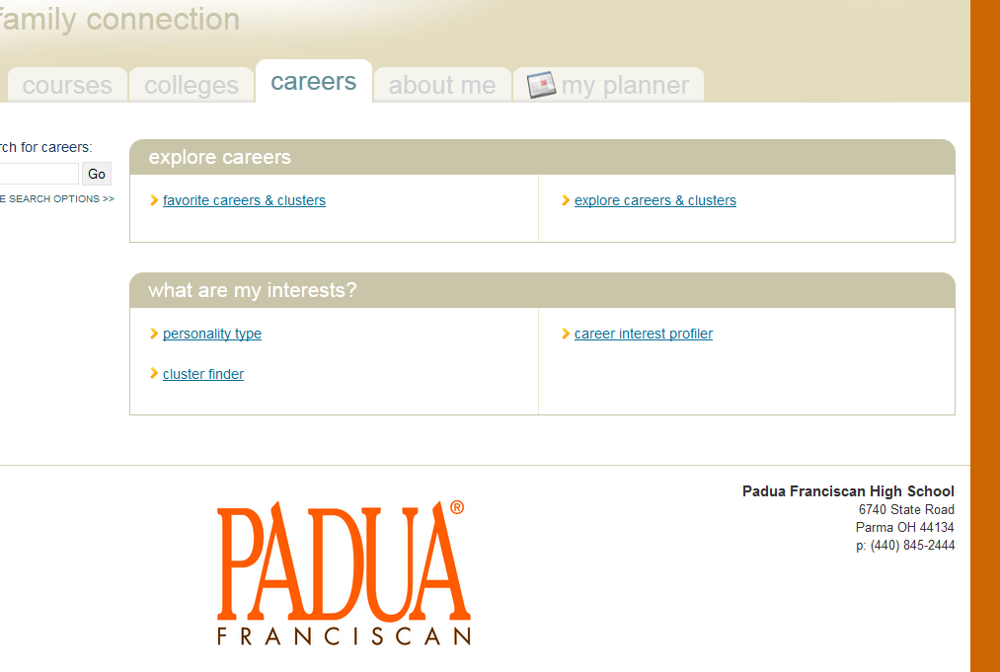 family connection
courses colleges careers about me my planner
rch for careers:
Go
E SEARCH OPTIONS >>
explore careers
favorite careers & clusters explore careers & clusters
what are my interests?
personality type career interest profiler
cluster finder
PADUA®
FRANCISCAN
Padua Franciscan High School
6740 State Road
Parma OH 44134
p: (440) 845-2444